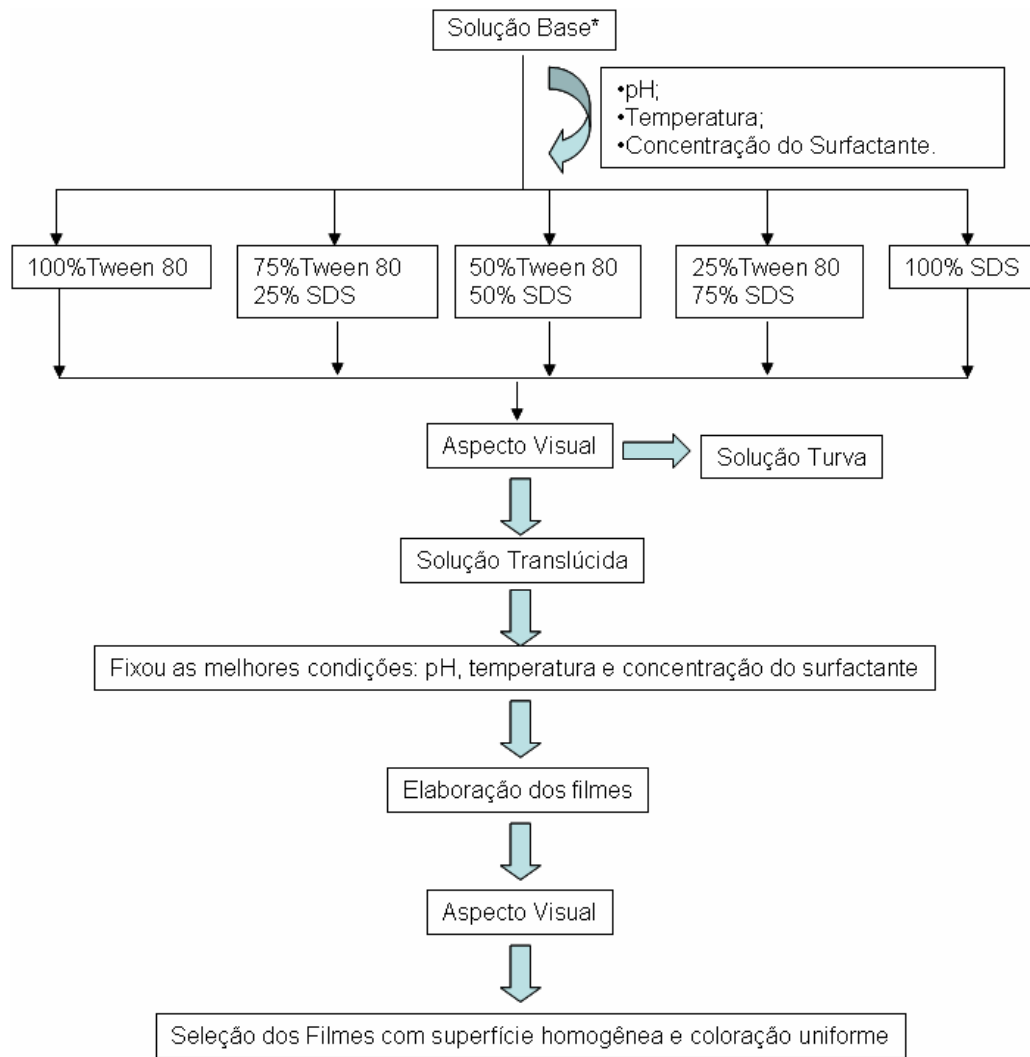 Solução Base*
•pH;
•Temperatura;
•Concentração do Surfactante.
100%Tween 80
75%Tween 80
25% SDS
50%Tween 80
50% SDS
25%Tween 80
75% SDS
100% SDS
Aspecto Visual
Solução Turva
Solução Translúcida
Fixou as melhores condições: pH, temperatura e concentração do surfactante
Elaboração dos filmes
Aspecto Visual
Seleção dos Filmes com superfície homogênea e coloração uniforme